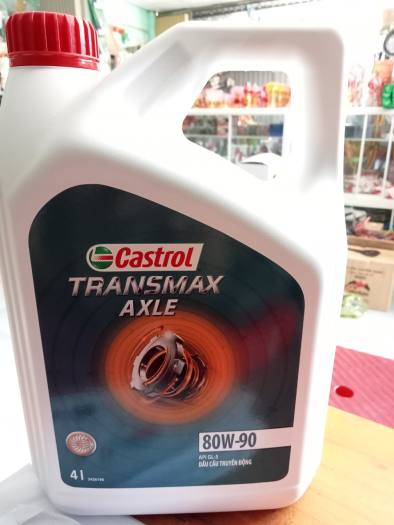 Castrol
TRANSMAX
AXLE
80W-90
API GL-5
DẦU CẦU TRUYỀN ĐỘNG
4 l